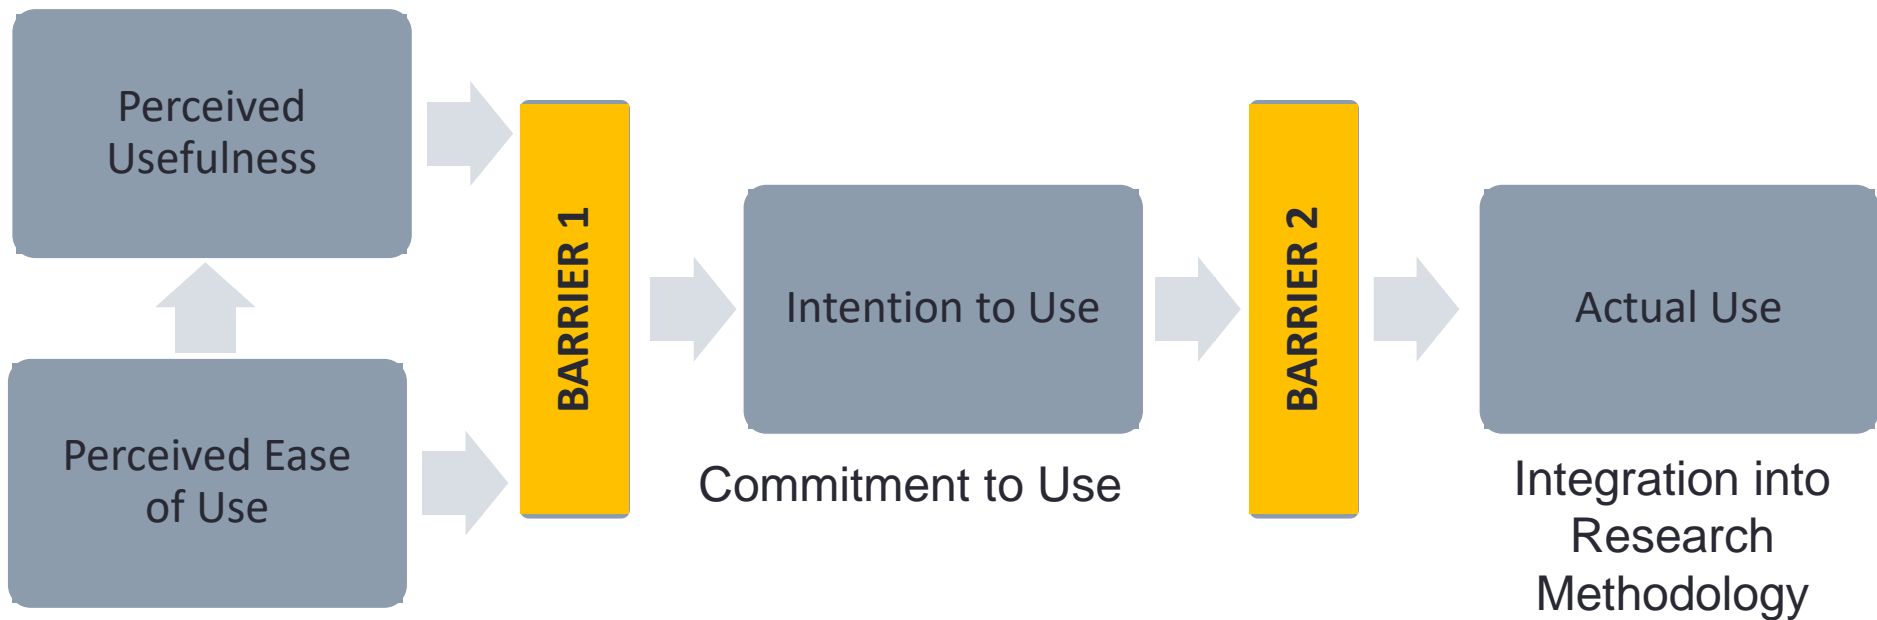 Perceived
Usefulness
Perceived Ease
of Use
BARRIER 1
Intention to Use
Commitment to Use
BARRIER 2
Actual Use
Integration into
Research
Methodology